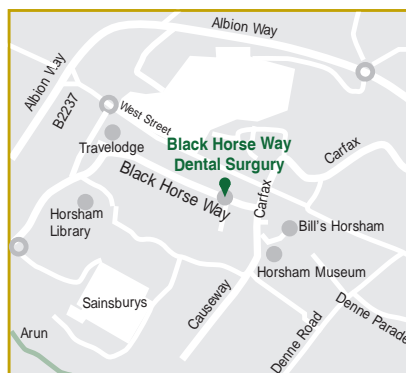 Albion Way
Albion Way
B2237
West Street
Travelodge
Black Horse Way
Dental Surgury
Carfax
Black Horse Way
Carfax
Horsham
Library
Bill's Horsham
Horsham Museum
Sainsburys
Causeway
Denne Road
Denne Parade
Arun